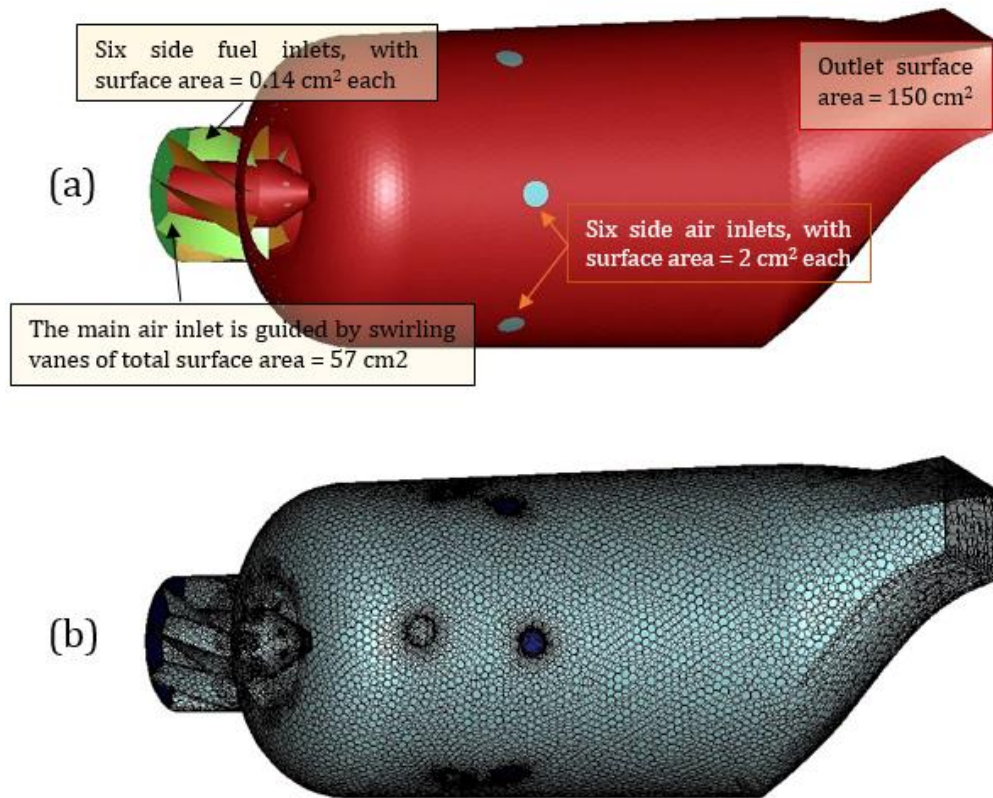 Six side fuel inlets, with
surface area = 0.14 cm² each
Outlet surface
area = 150 cm²
(a)
Six side air inlets, with
surface area = 2 cm² each
The main air inlet is guided by swirling
vanes of total surface area = 57 cm2
(b)